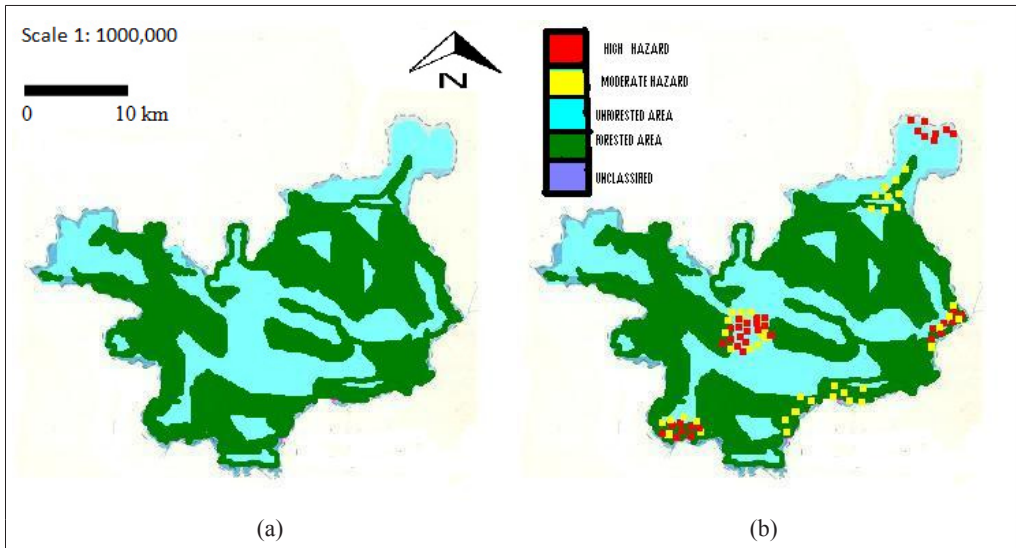 Scale 1: 1000,000
0 10 km
N
HIGH HAZARD
MODERATE HAZARD
UNFORESTED AREA
FORESTED AREA
UNCLASSIFIED
(a)
(b)